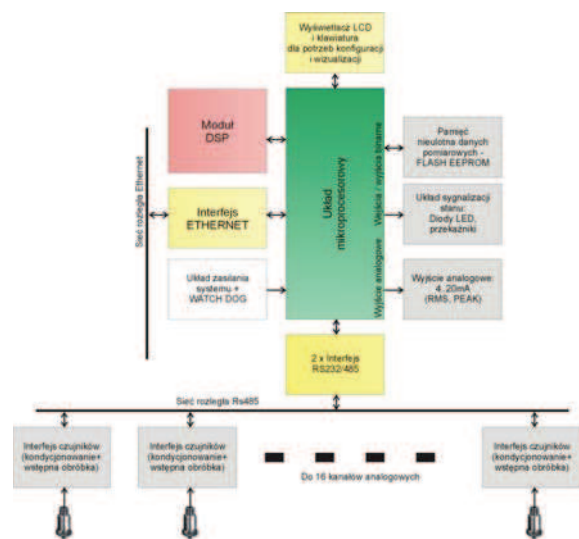 Wyświetlacz LCD
i klawiatura
dla potrzeb konfiguracji
i wizualizacji
Moduł
DSP
Pamięć
nieulotna danych
pomiarowych -
FLASH EEPROM
Wejścia / wyjścia binarne
Układ
mikroprocesorowy
Sieć rozległa Ethernet
Interfejs
ETHERNET
Układ sygnalizacji
stanu:
Diody LED,
przekaźniki
Układ zasilania
systemu +
WATCH DOG
Wyjście analogowe
Wyjście analogowe:
4..20mA
(RMS, PEAK)
2 x Interfejs
RS232/485
Sieć rozległa Rs485
Interfejs czujników
(kondycjonowanie+
wstępna obróbka)
Interfejs czujników
(kondycjonowanie+
wstępna obróbka)
Do 16 kanałów analogowych
Interfejs czujników
(kondycjonowanie+
wstępna obróbka)